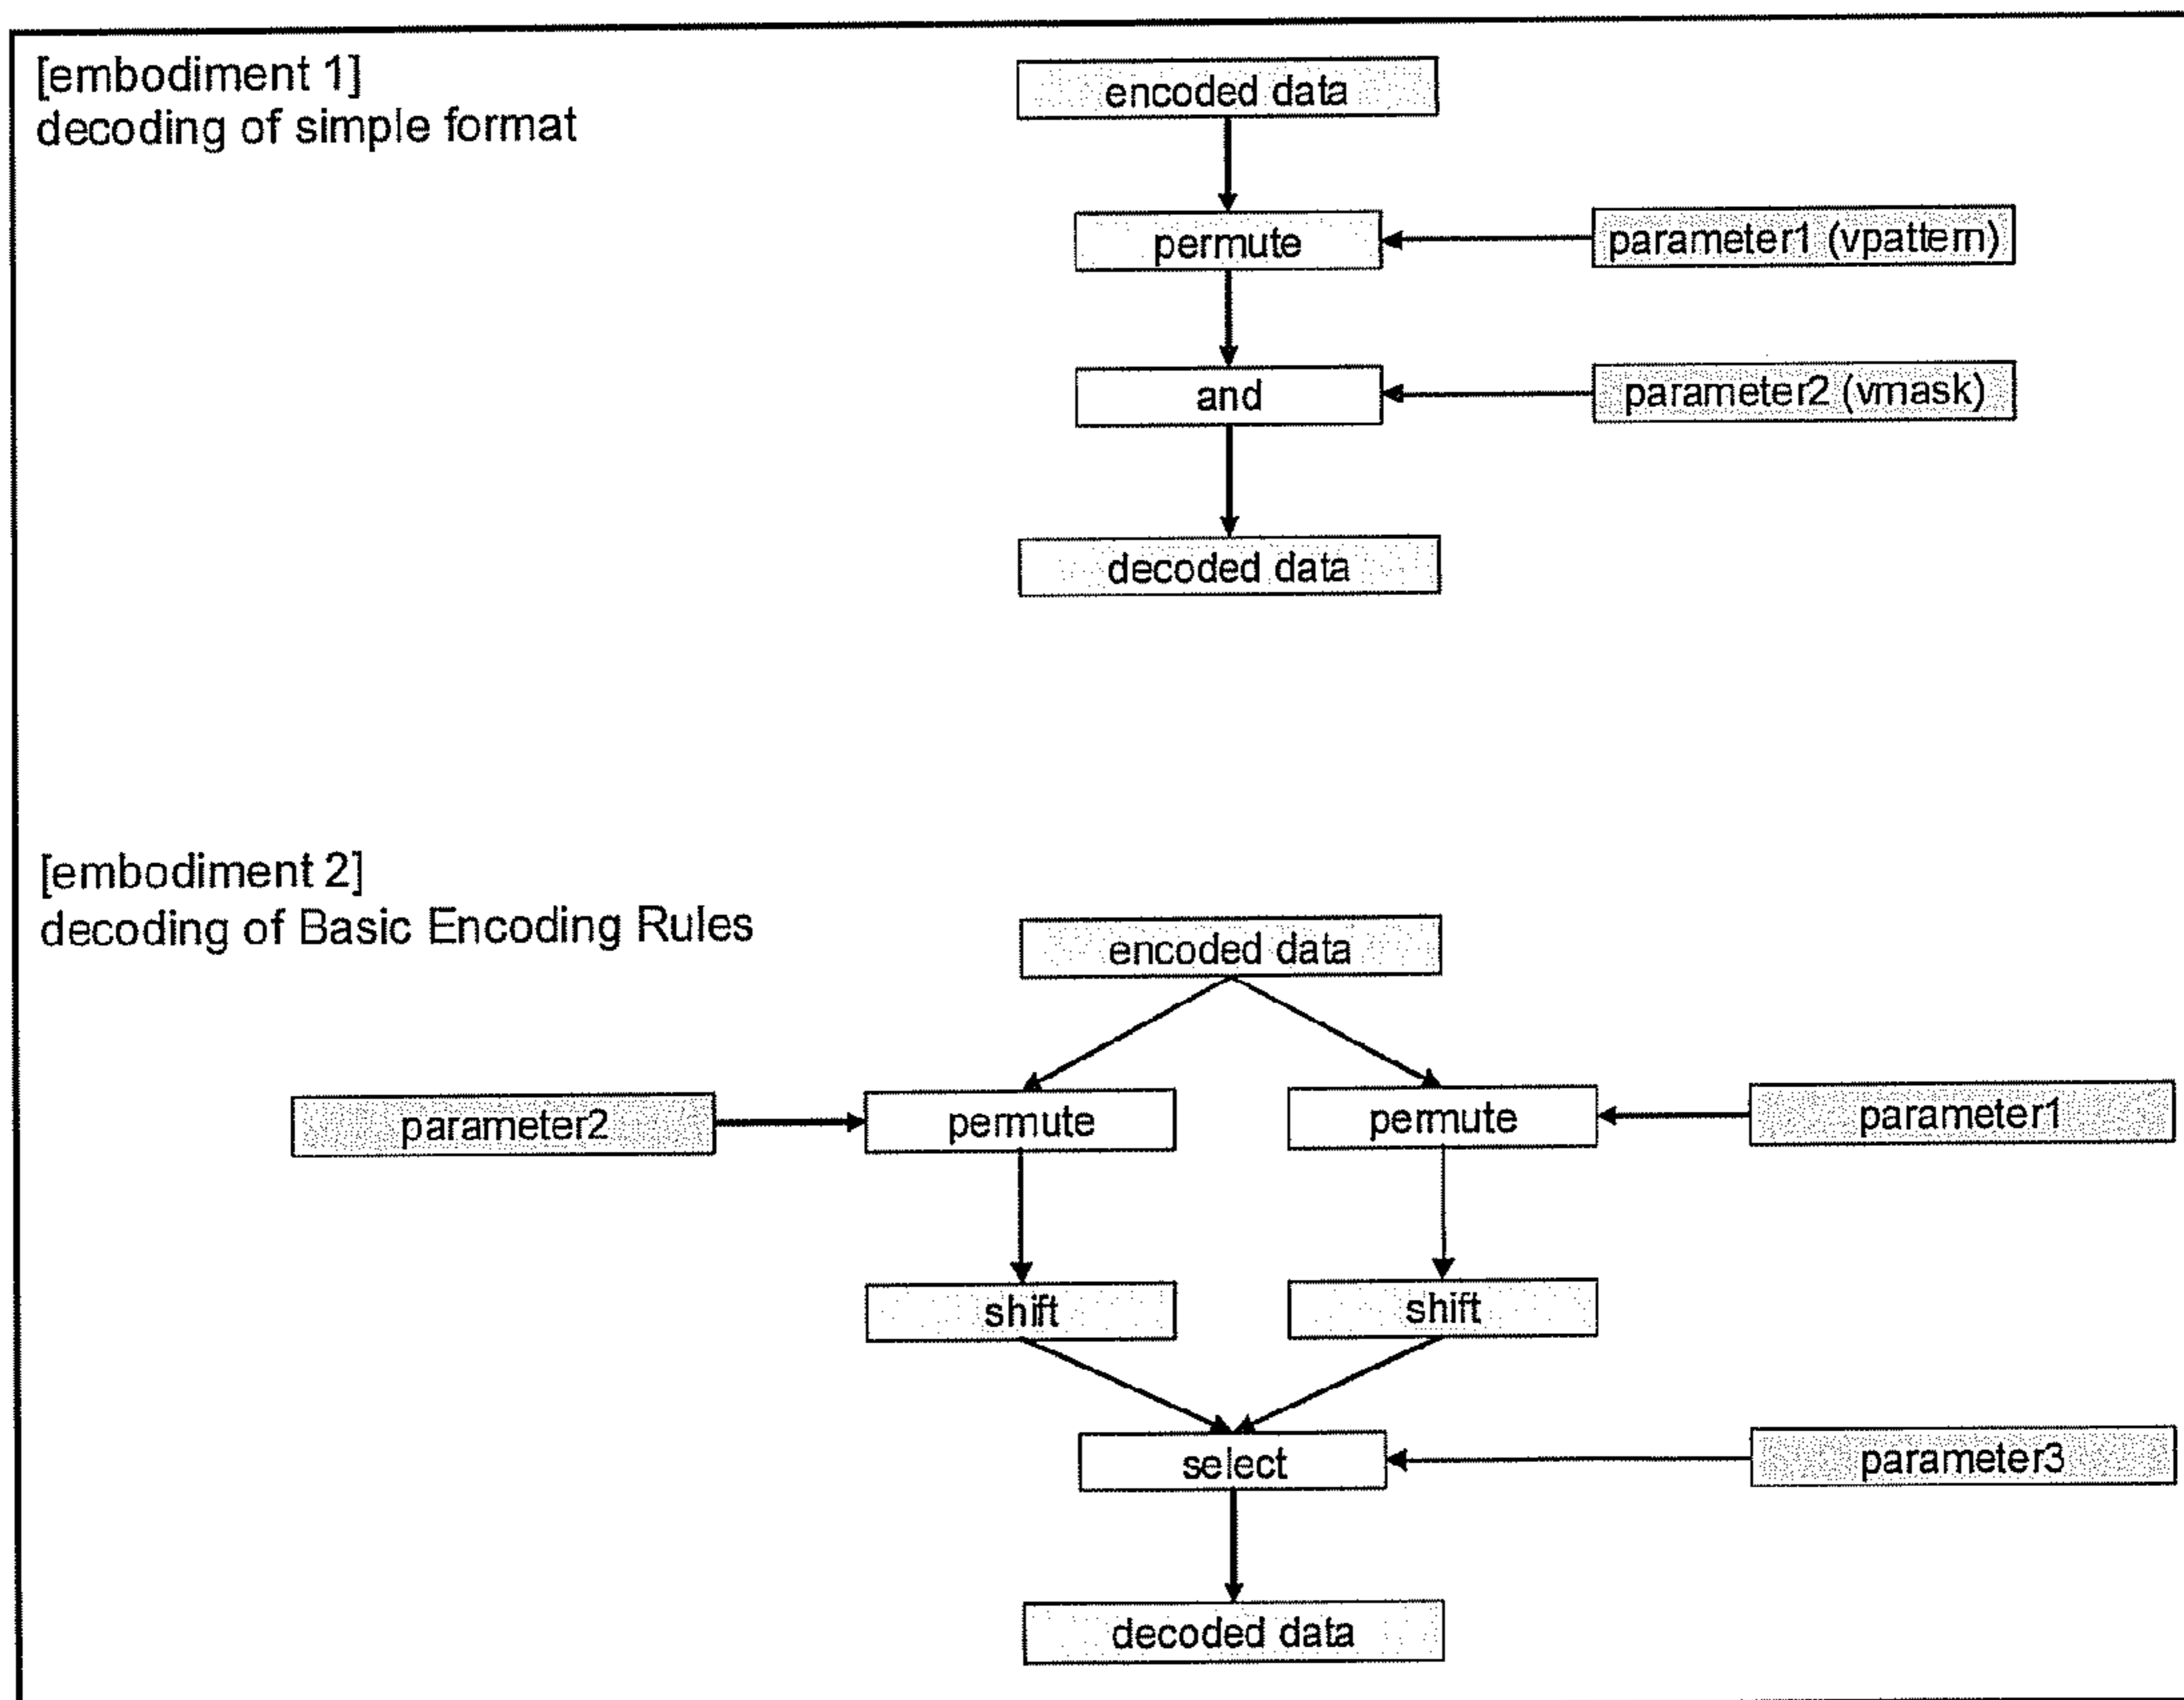 [embodiment 1]
decoding of simple format
encoded data
permute
parameter1 (vpattern)
and
parameter2 (vmask)
decoded data
[embodiment 2]
decoding of Basic Encoding Rules
encoded data
parameter2
permute
permute
parameter1
shift
shift
select
parameter3
decoded data